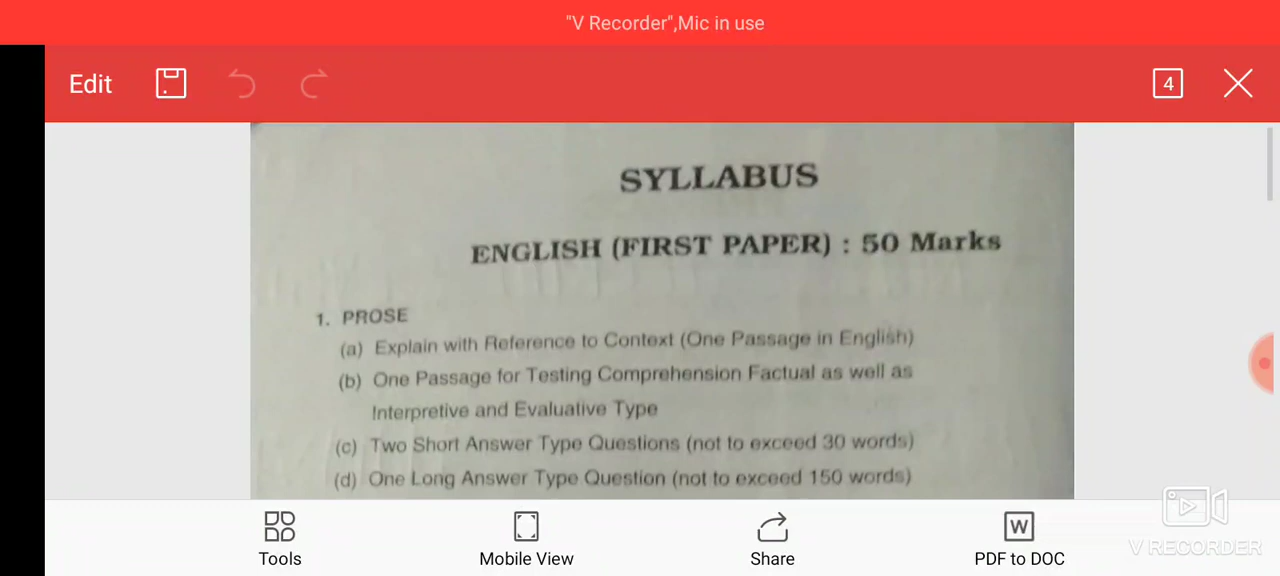 "V Recorder",Mic in use
Edit
4
SYLLABUS
ENGLISH (FIRST PAPER) : 50 Marks
1. PROSE
(a) Explain with Reference to Context (One Passage in English)
(b) One Passage for Testing Comprehension Factual as well as
Interpretive and Evaluative Type
(c) Two Short Answer Type Questions (not to exceed 30 words)
(d) One Long Answer Type Question (not to exceed 150 words)
Tools
Mobile View
Share
W
PDF to DOC
V RECORDER